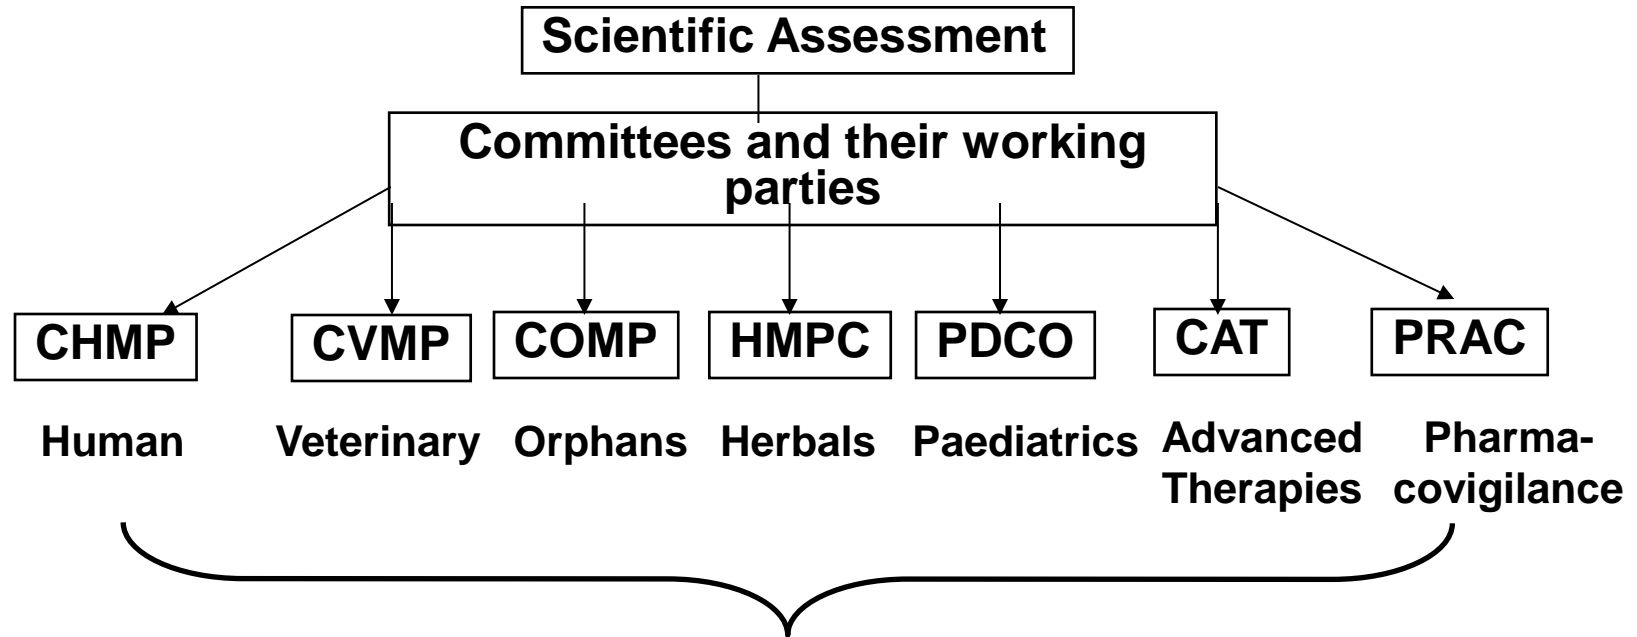 Scientific Assessment
Committees and their working
parties
CHMP
CVMP
COMP
HMPC
PDCO
CAT
PRAC
Human
Veterinary
Orphans
Herbals
Paediatrics
Advanced
Therapies
Pharma-
covigilance